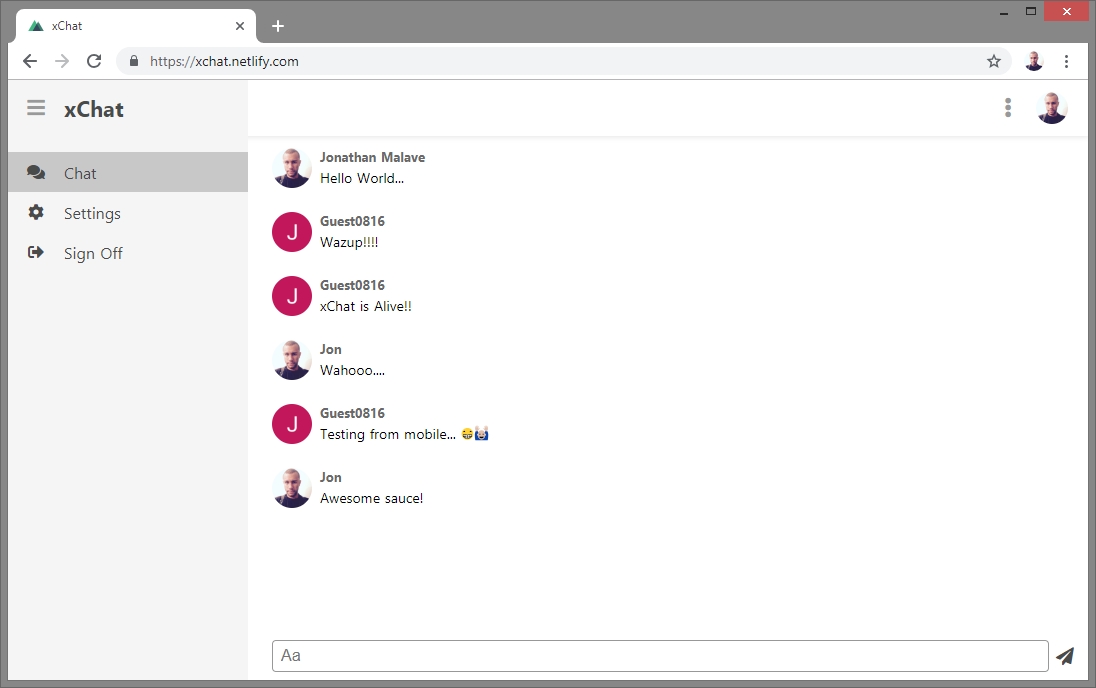 xChat
https://xchat.netlify.com
xChat
Chat
Settings
Sign Off
Jonathan Malave
Hello World...
J
Guest0816
Wazup!!!!
J
Guest0816
xChat is Alive!!
Jon
Wahooo....
J
Guest0816
Testing from mobile... 😁🙌
Jon
Awesome sauce!
Aa